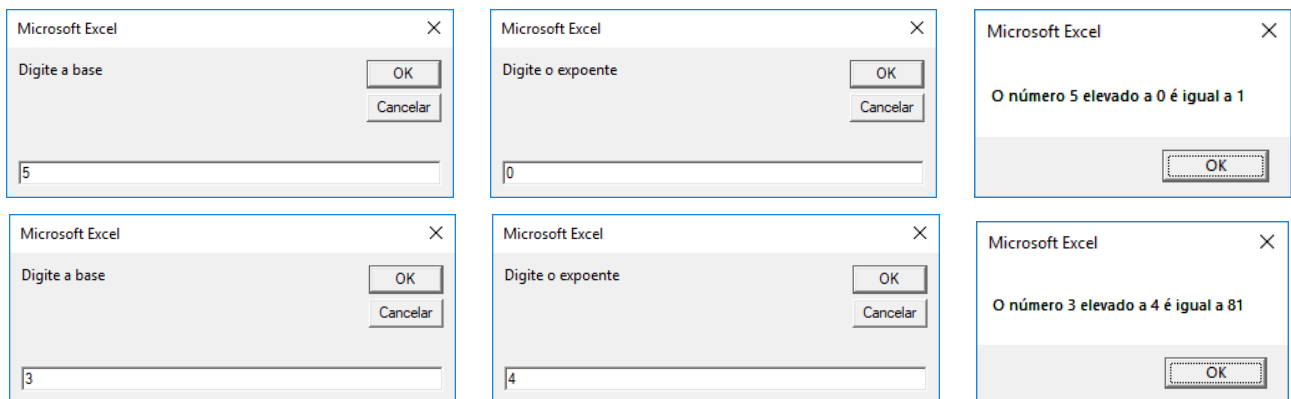 Microsoft Excel
Digite a base
OK
Cancelar
5
Microsoft Excel
Digite o expoente
OK
Cancelar
0
Microsoft Excel
O número 5 elevado a 0 é igual a 1
OK
Microsoft Excel
Digite a base
OK
Cancelar
3
Microsoft Excel
Digite o expoente
OK
Cancelar
4
Microsoft Excel
O número 3 elevado a 4 é igual a 81
OK